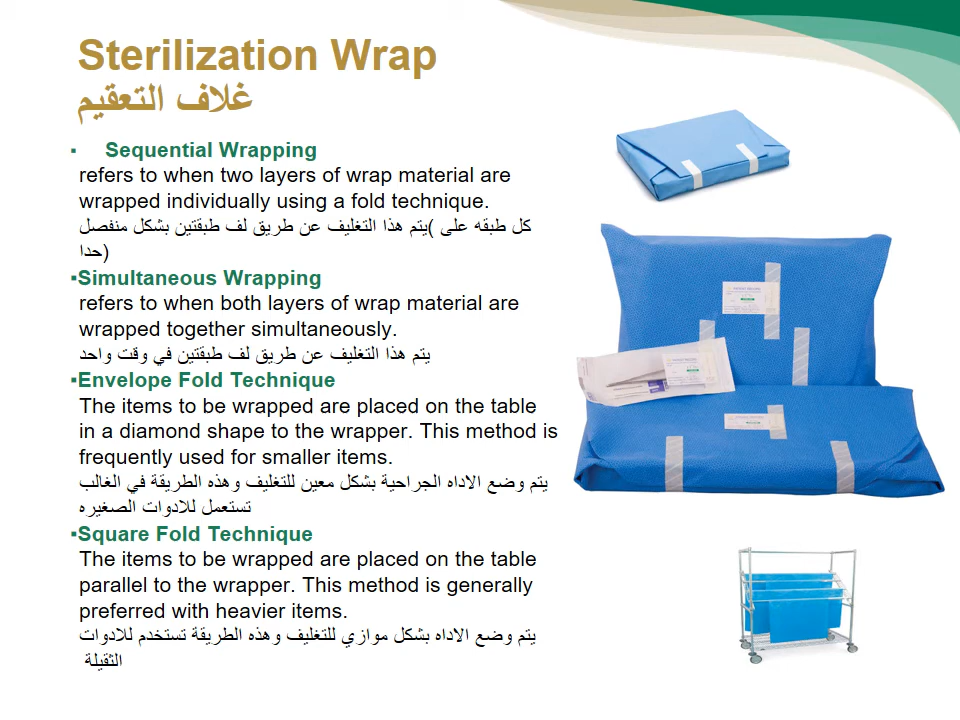 Sterilization Wrap
غلاف التعقيم
▪ Sequential Wrapping
refers to when two layers of wrap material are
wrapped individually using a fold technique.
يتم هذا التغليف عن طريق لف طبقتين بشكل منفصل( كل طبقه على
حدا)
▪Simultaneous Wrapping
refers to when both layers of wrap material are
wrapped together simultaneously.
يتم هذا التغليف عن طريق لف طبقتين في وقت واحد
▪Envelope Fold Technique
The items to be wrapped are placed on the table
in a diamond shape to the wrapper. This method is
frequently used for smaller items.
يتم وضع الاداه الجراحية بشكل معين للتغليف وهذه الطريقة في الغالب
تستعمل للادوات الصغيره
▪Square Fold Technique
The items to be wrapped are placed on the table
parallel to the wrapper. This method is generally
preferred with heavier items.
يتم وضع الاداه بشكل موازي للتغليف وهذه الطريقة تستخدم للادوات
الثقيلة